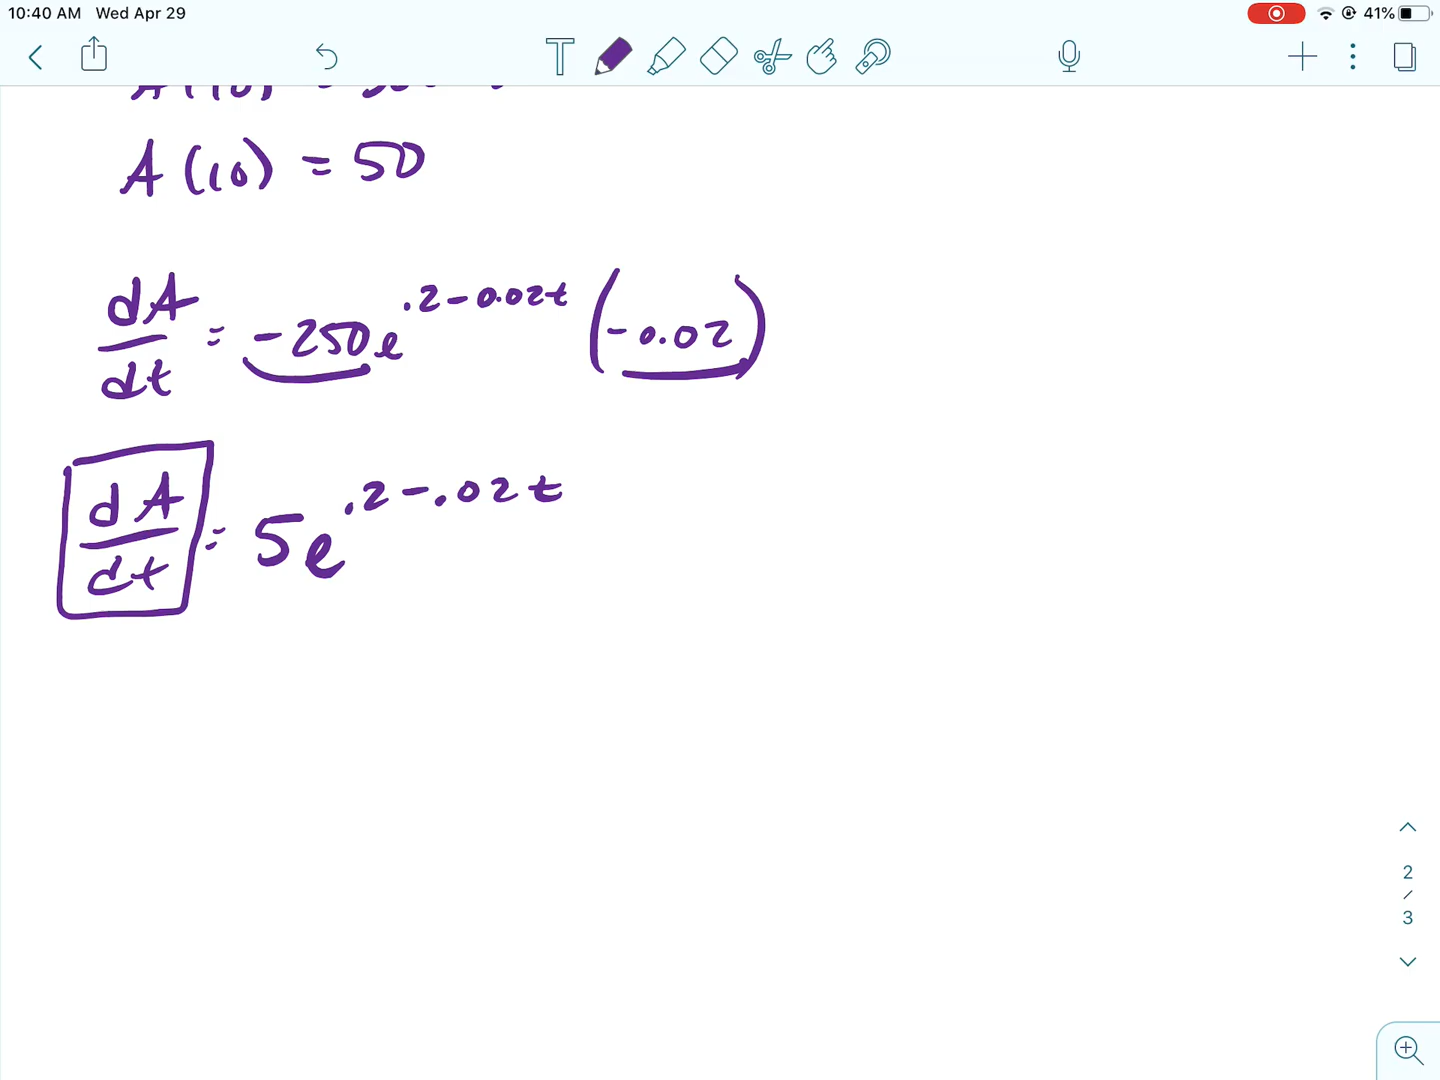 10:40 AM Wed Apr 29
41%
T
A(10) = 50
dA/dt = -250e^.2-0.02t (-0.02)
dA/dt = 5e^.2-.02t
2
/
3